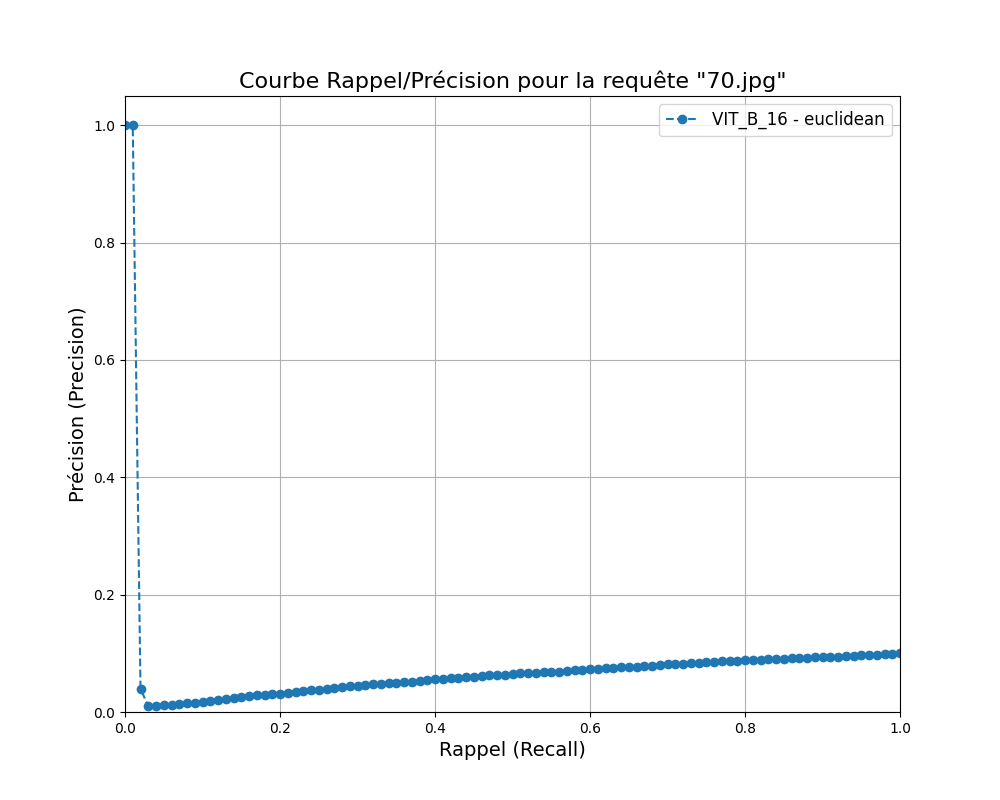 Courbe Rappel/Précision pour la requête "70.jpg"
VIT_B_16 - euclidean
Précision (Precision)
1.0
0.8
0.6
0.4
0.2
0.0
0.0 0.2 0.4 0.6 0.8 1.0
Rappel (Recall)